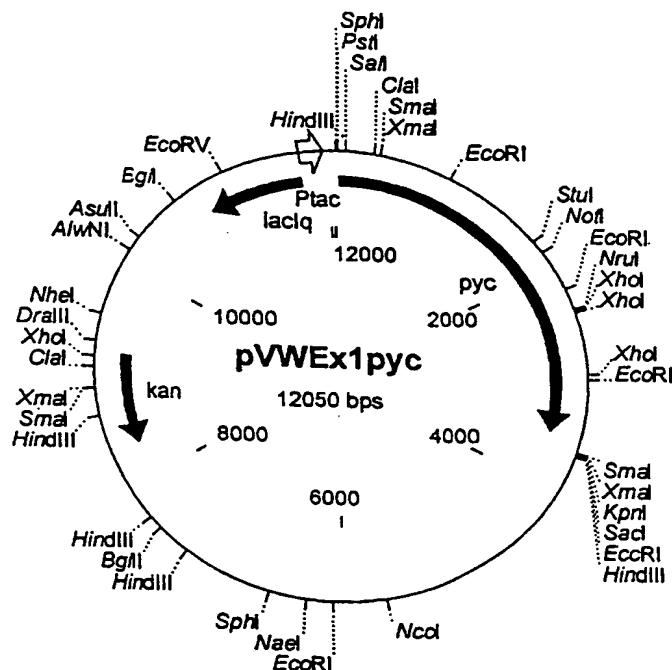 SphI
PstI
SalI
ClaI
SmaI
XmaI
HindIII
EcoRV
EcoRI
EglI
StuI
NotI
AsuII
AlwNI
Ptac
lacIq
12000
EcoRI
NruI
XhoI
XhoI
pyc
2000
10000
NheI
DraIII
XhoI
ClaI
pVWEx1pyc
XhoI
EcoRI
kan
12050 bps
XmaI
SmaI
HindIII
8000
4000
SmaI
XmaI
KpnI
SacI
EccRI
HindIII
6000
HindIII
BglII
HindIII
SphI
NaeI
EcoRI
NcoI